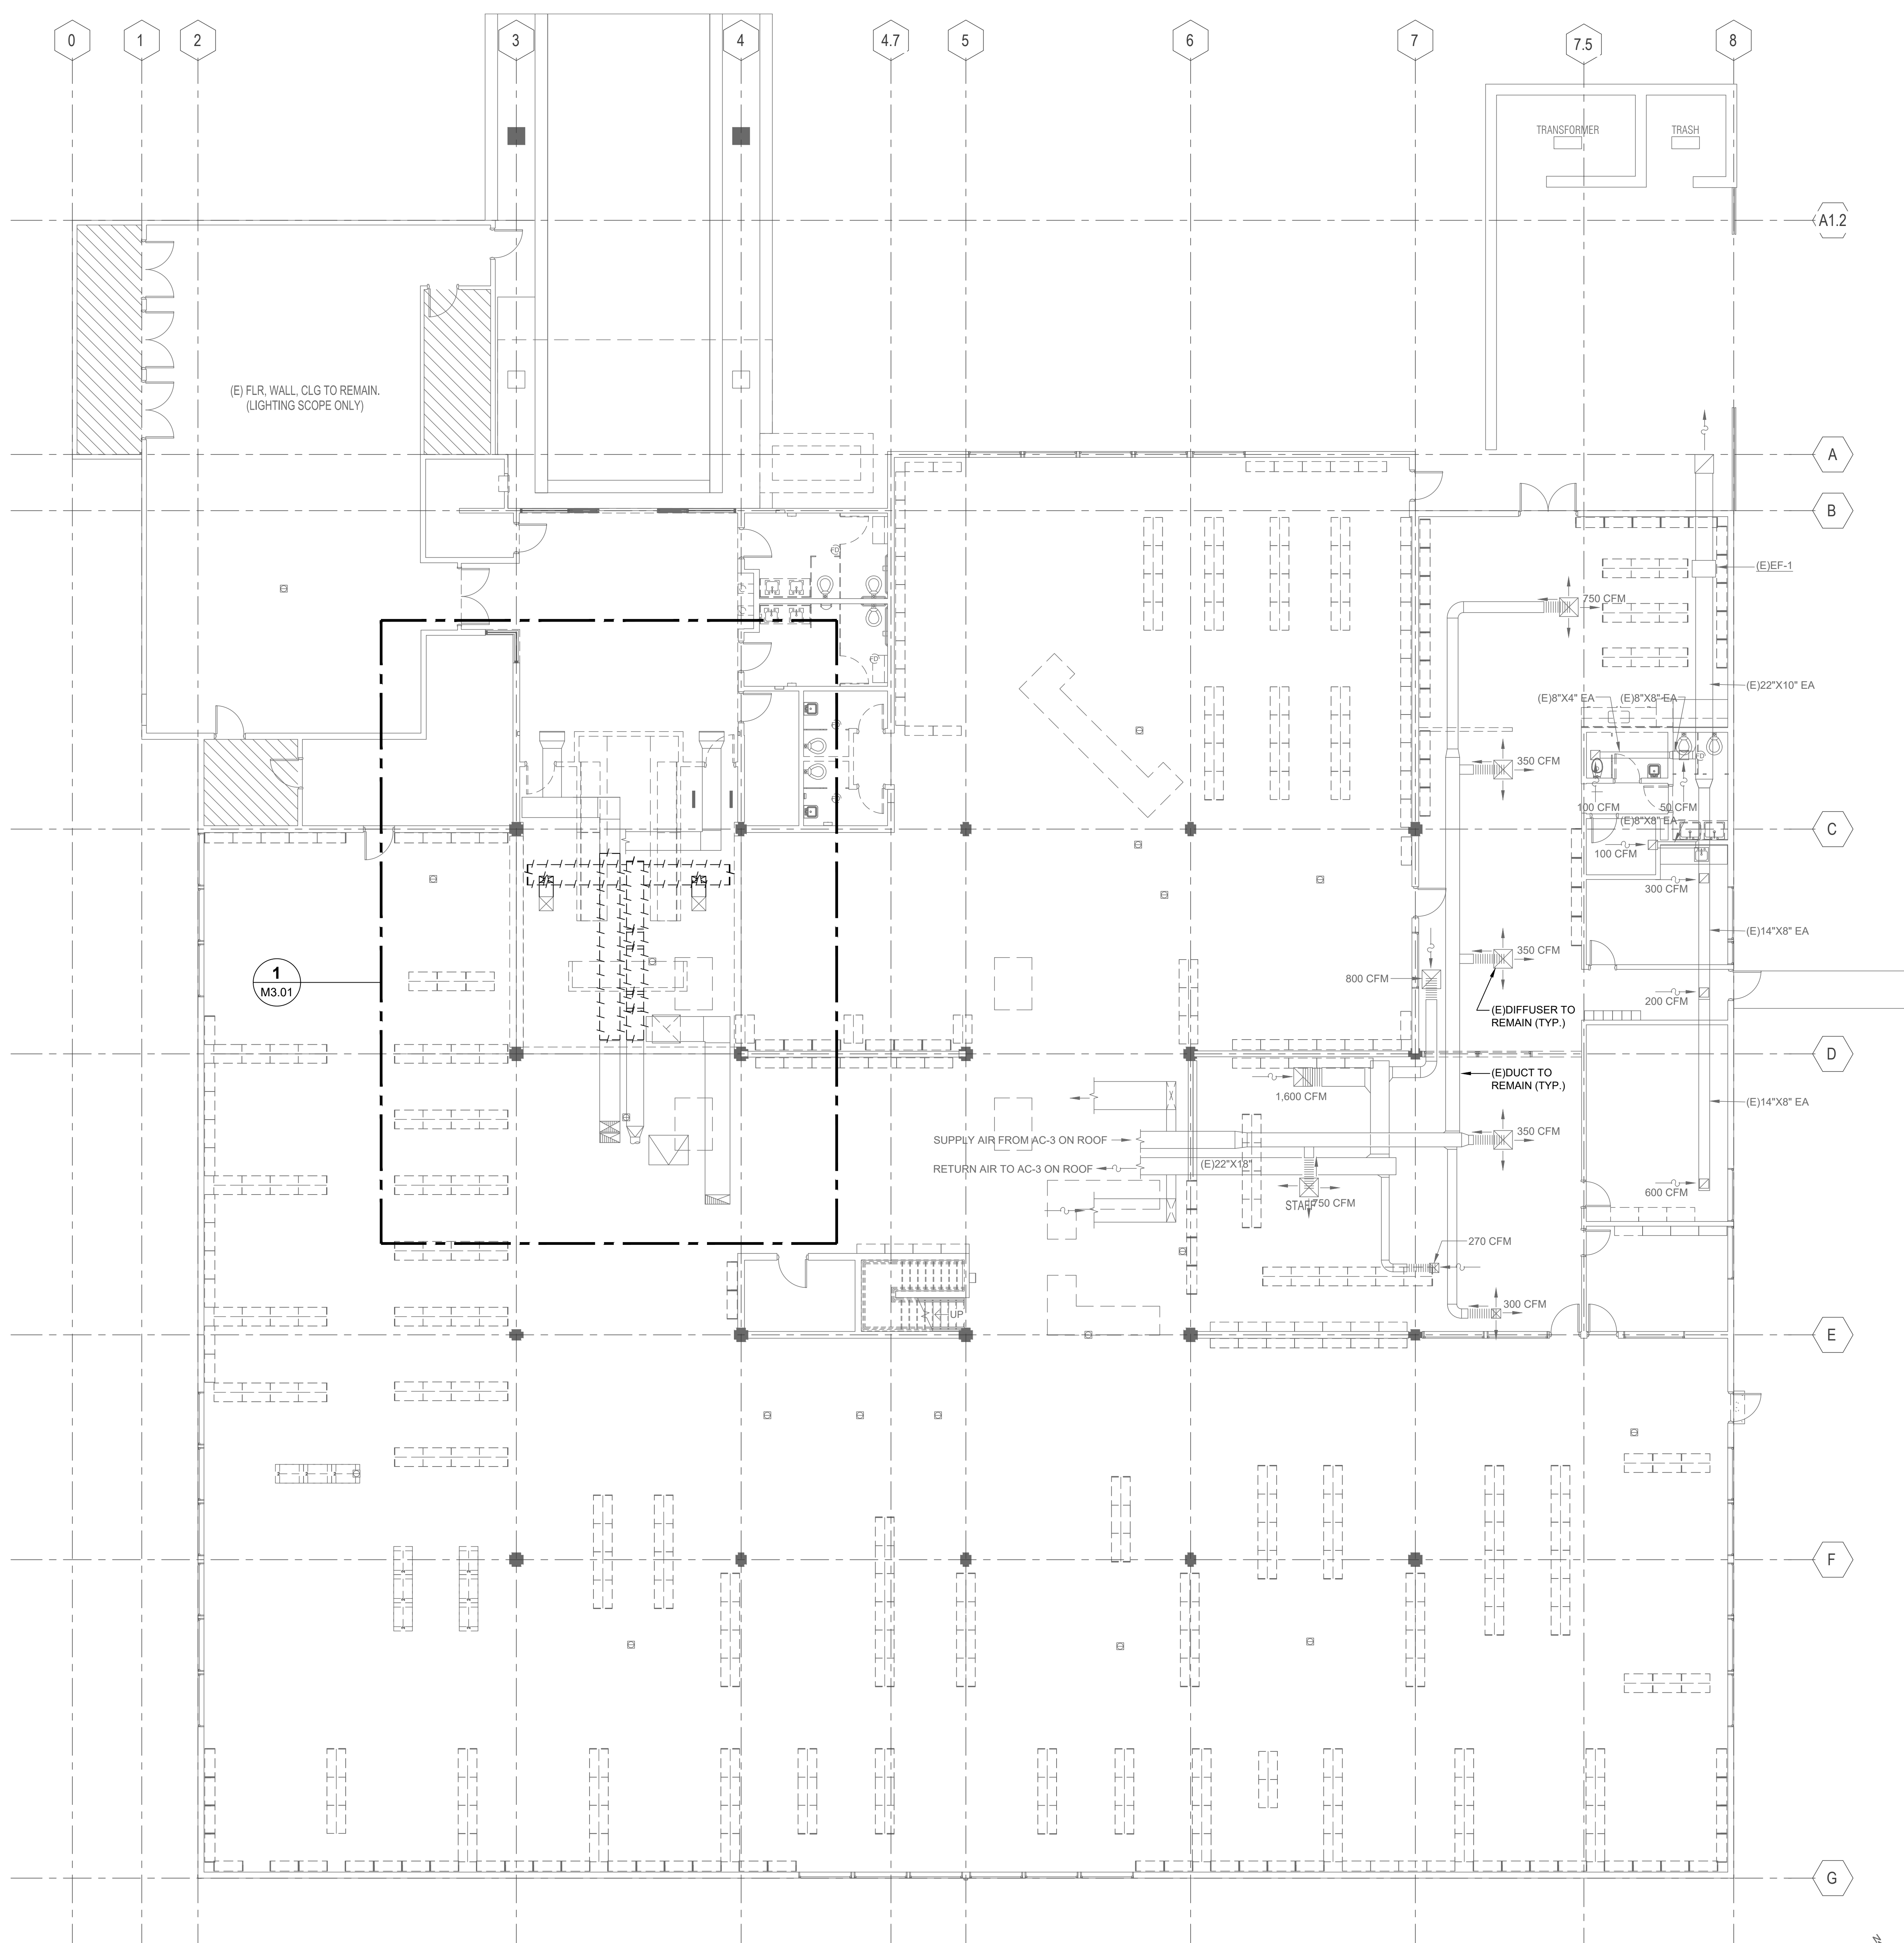 0
1
2
3
4
4.7
5
6
7
7.5
8
TRANSFORMER
TRASH
A1.2
(E) FLR, WALL, CLG TO REMAIN.
(LIGHTING SCOPE ONLY)
A
B
FD
(E)EF-1
750 CFM
FD
(E)22"X10" EA
(E)8"X4" EA
(E)8"X8" EA
350 CFM
FD
100 CFM
50 CFM
(E)8"X8" EA
C
100 CFM
300 CFM
(E)14"X8" EA
350 CFM
800 CFM
1
M3.01
200 CFM
(E)DIFFUSER TO
REMAIN (TYP.)
D
(E)DUCT TO
REMAIN (TYP.)
1,600 CFM
(E)14"X8" EA
350 CFM
SUPPLY AIR FROM AC-3 ON ROOF
RETURN AIR TO AC-3 ON ROOF
(E)22"X18"
600 CFM
STAFF
750 CFM
270 CFM
300 CFM
UP
E
F
G
N